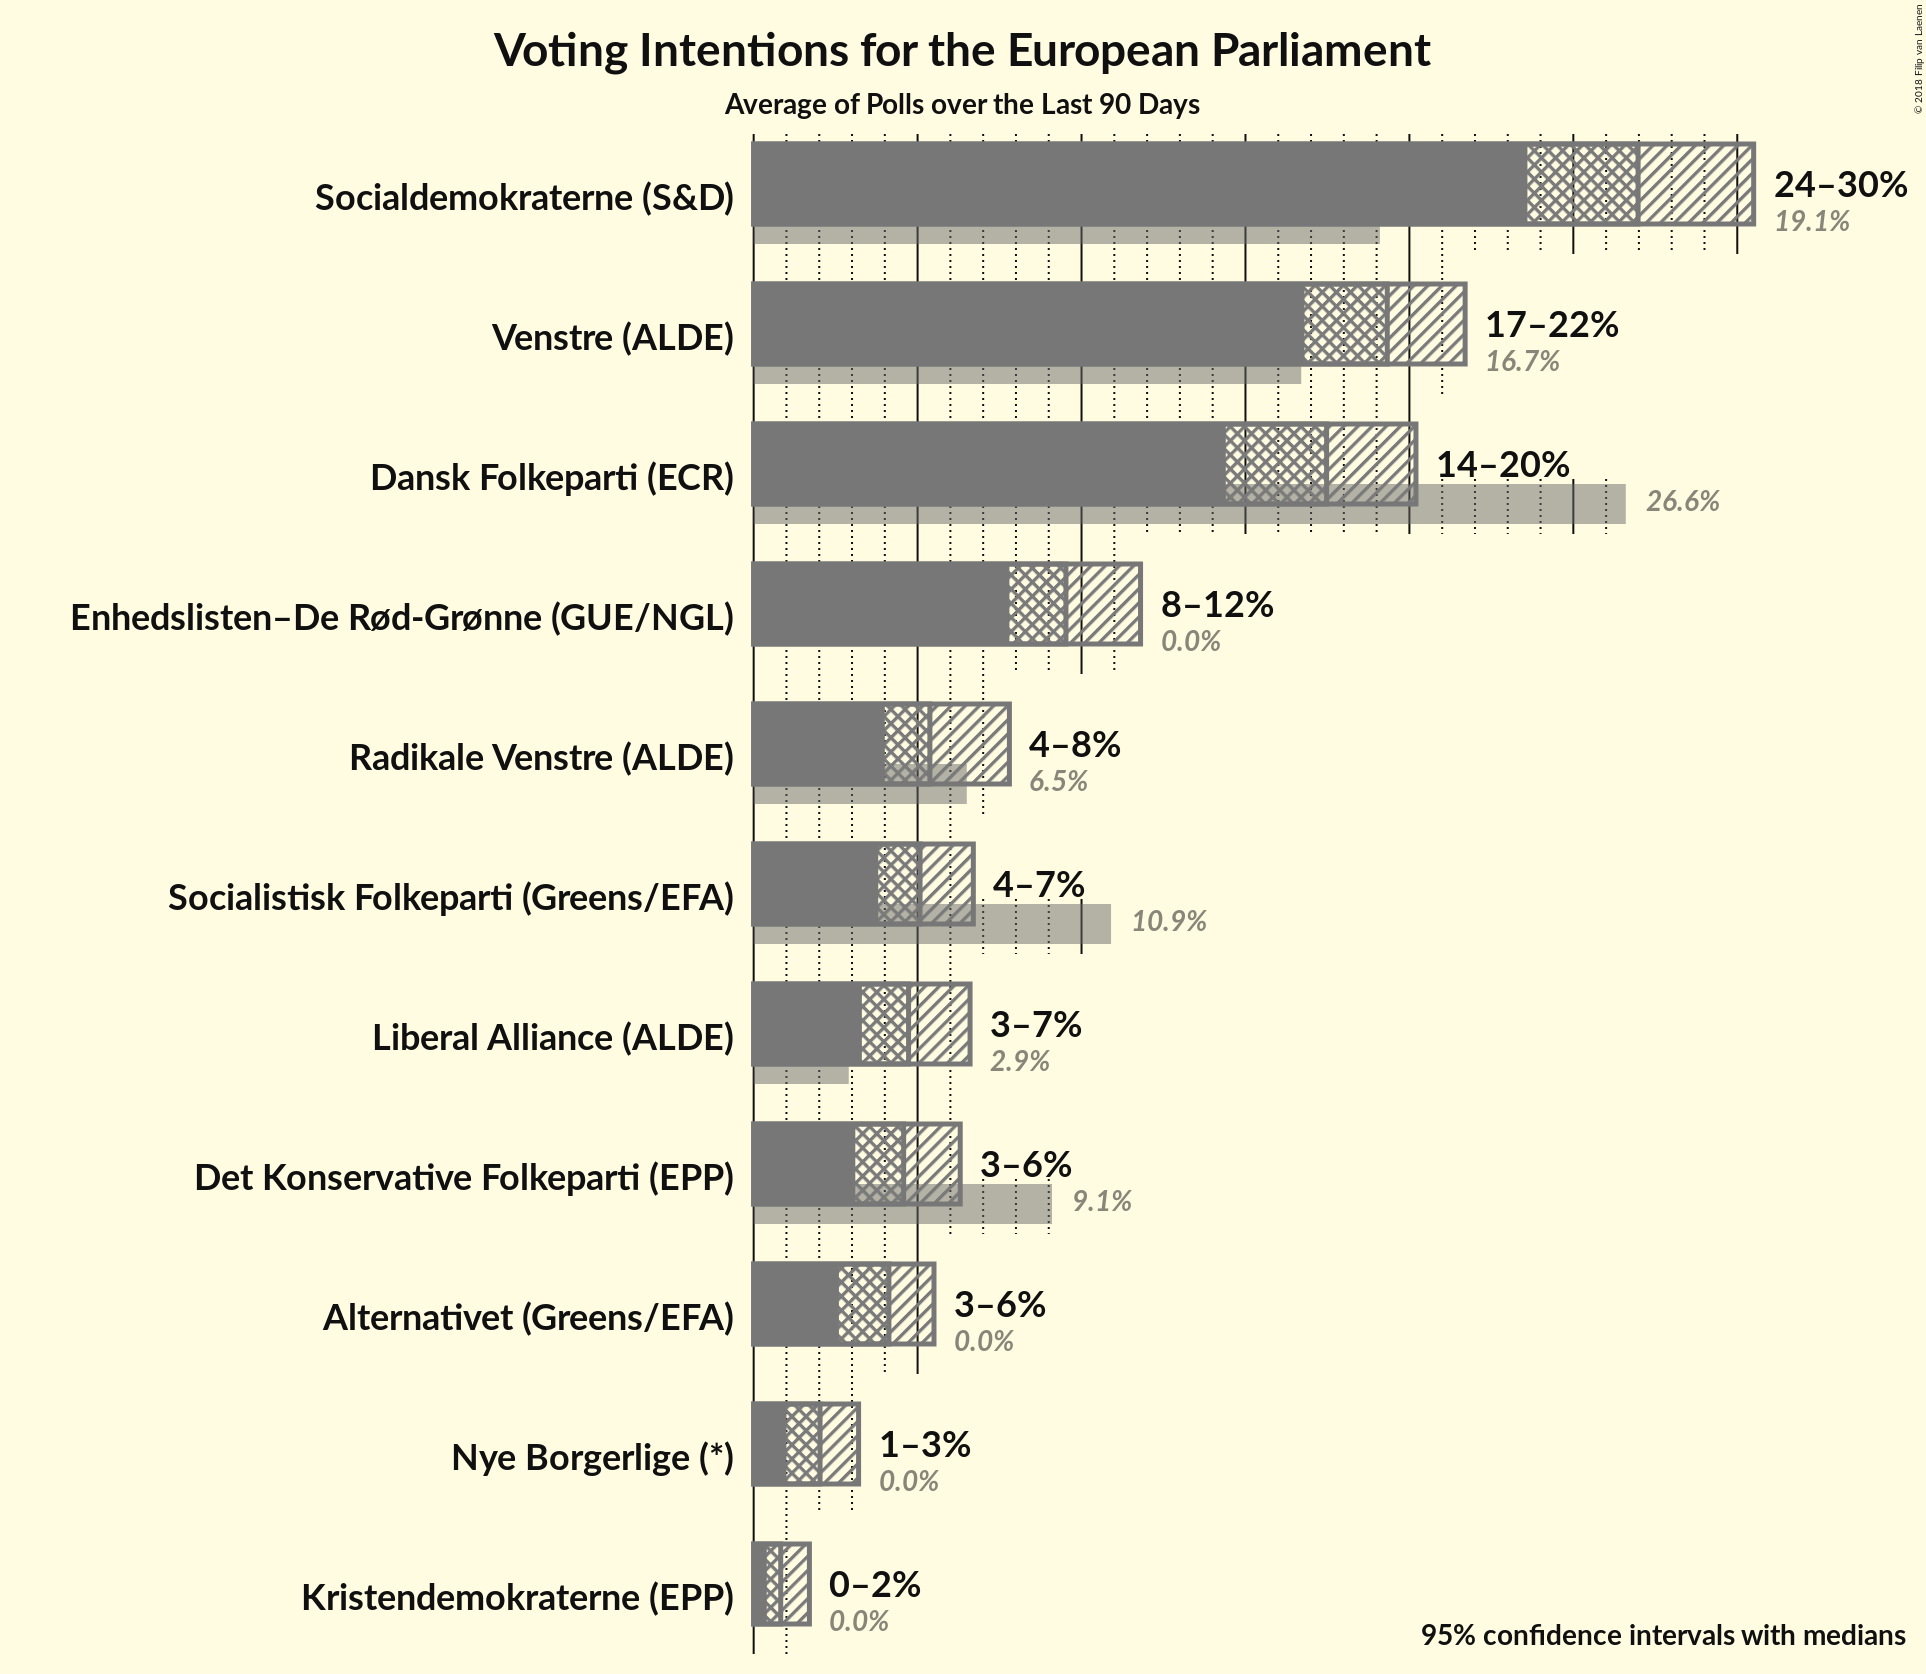 Voting Intentions for the European Parliament
Average of Polls over the Last 90 Days
© 2018 Filip van Laenen
Socialdemokraterne (S&D)
24–30%
19.1%
Venstre (ALDE)
17–22%
16.7%
Dansk Folkeparti (ECR)
14–20%
26.6%
Enhedslisten–De Rød-Grønne (GUE/NGL)
8–12%
0.0%
Radikale Venstre (ALDE)
4–8%
6.5%
Socialistisk Folkeparti (Greens/EFA)
4–7%
10.9%
Liberal Alliance (ALDE)
3–7%
2.9%
Det Konservative Folkeparti (EPP)
3–6%
9.1%
Alternativet (Greens/EFA)
3–6%
0.0%
Nye Borgerlige (*)
1–3%
0.0%
Kristendemokraterne (EPP)
0–2%
0.0%
95% confidence intervals with medians